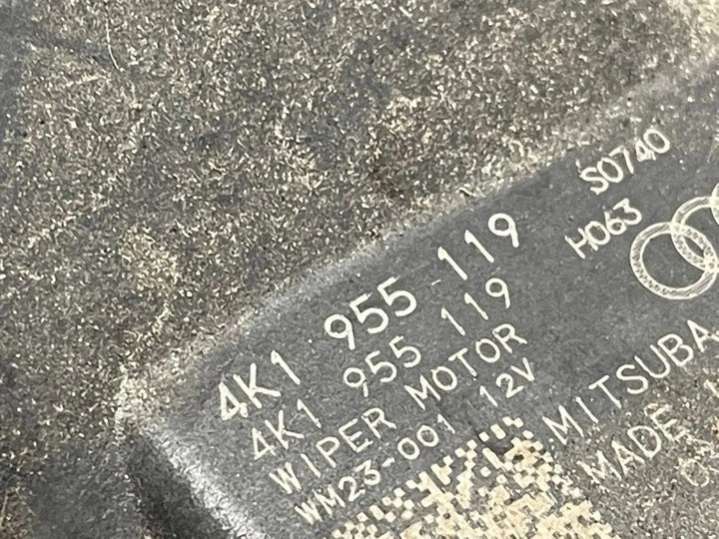 4K1 955 119
4K1 955 119
WIPER MOTOR
WM23-001 12V
S0740
H063
MITSUBA
MADE